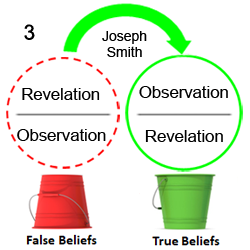 3
Joseph
Smith
Revelation
Observation
Observation
Revelation
False Beliefs
True Beliefs